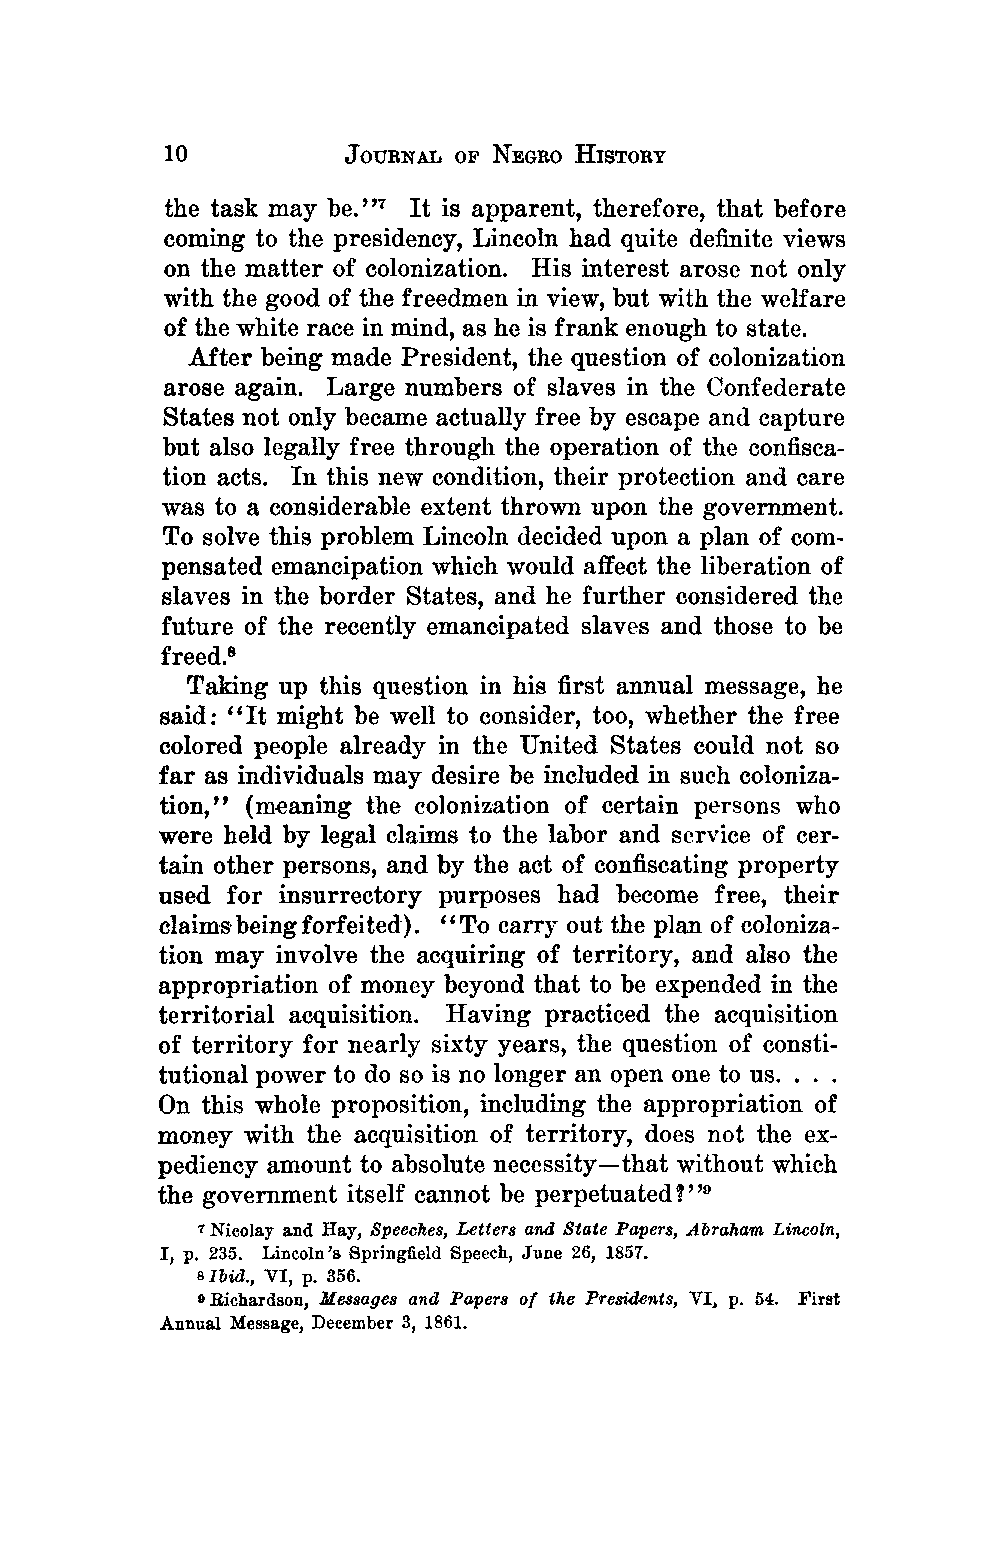 10 JOURNAL OF NEGRO HISTORY
the task may be.’’7 It is apparent, therefore, that before
coming to the presidency, Lincoln had quite definite views
on the matter of colonization. His interest arose not only
with the good of the freedmen in view, but with the welfare
of the white race in mind, as he is frank enough to state.
After being made President, the question of colonization
arose again. Large numbers of slaves in the Confederate
States not only became actually free by escape and capture
but also legally free through the operation of the confisca-
tion acts. In this new condition, their protection and care
was to a considerable extent thrown upon the government.
To solve this problem Lincoln decided upon a plan of com-
pensated emancipation which would affect the liberation of
slaves in the border States, and he further considered the
future of the recently emancipated slaves and those to be
freed.8
Taking up this question in his first annual message, he
said: ‘‘It might be well to consider, too, whether the free
colored people already in the United States could not so
far as individuals may desire be included in such coloniza-
tion,’’ (meaning the colonization of certain persons who
were held by legal claims to the labor and service of cer-
tain other persons, and by the act of confiscating property
used for insurrectory purposes had become free, their
claims being forfeited). ‘‘To carry out the plan of coloniza-
tion may involve the acquiring of territory, and also the
appropriation of money beyond that to be expended in the
territorial acquisition. Having practiced the acquisition
of territory for nearly sixty years, the question of consti-
tutional power to do so is no longer an open one to us. . . .
On this whole proposition, including the appropriation of
money with the acquisition of territory, does not the ex-
pediency amount to absolute necessity—that without which
the government itself cannot be perpetuated?’’9
7 Nicolay and Hay, Speeches, Letters and State Papers, Abraham Lincoln,
I, p. 235. Lincoln’s Springfield Speech, June 26, 1857.
8 Ibid., VI, p. 356.
9 Richardson, Messages and Papers of the Presidents, VI, p. 54. First
Annual Message, December 3, 1861.